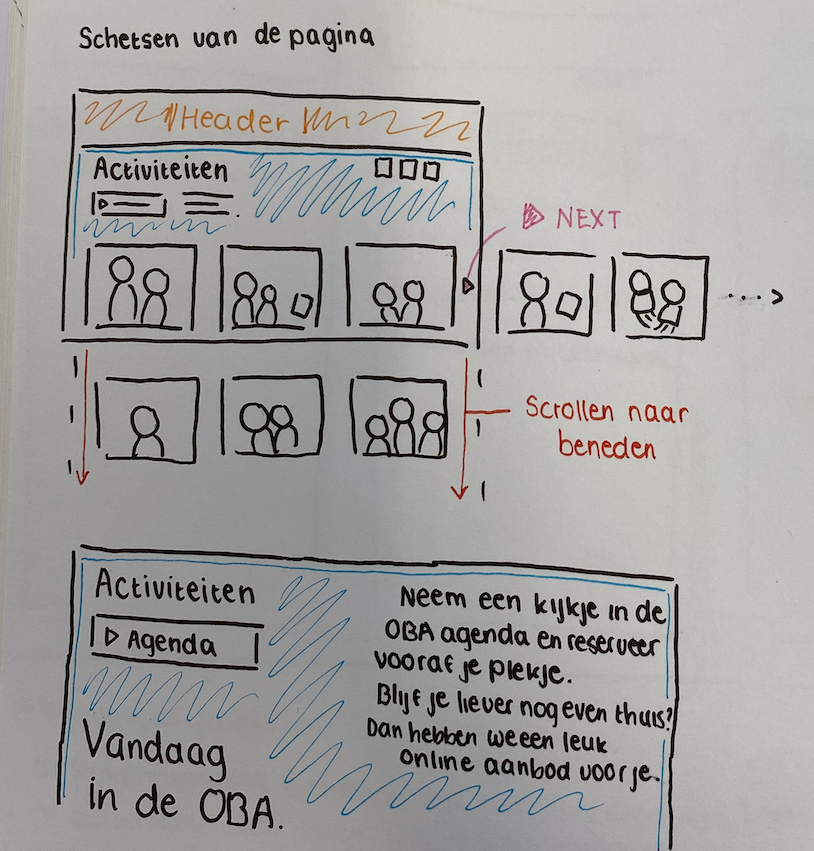 Schetsen van de pagina
Header
Activiteiten
NEXT
Scrollen naar
beneden
Activiteiten
Agenda
Vandaag
in de OBA.
Neem een kijkje in de
OBA agenda en reserveer
vooraf je plekje.
Blijf je liever nog even thuis?
Dan hebben we een leuk
online aanbod voor je.